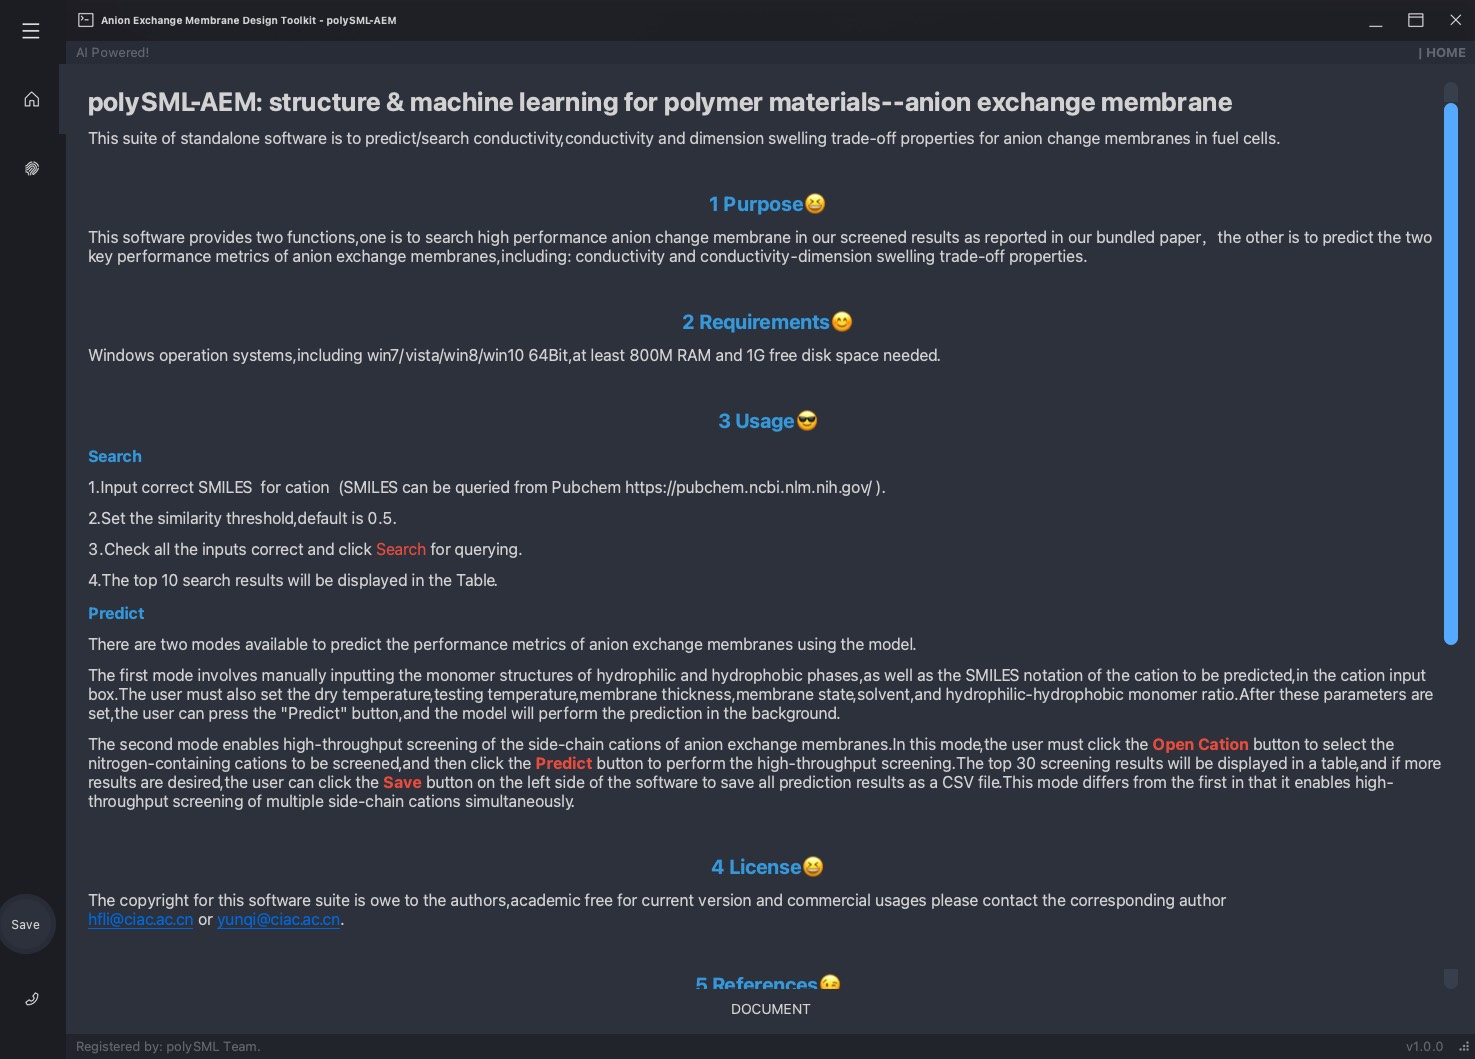 Anion Exchange Membrane Design Toolkit - polySML-AEM
AI Powered!
| HOME
polySML-AEM: structure & machine learning for polymer materials--anion exchange membrane
This suite of standalone software is to predict/search conductivity,conductivity and dimension swelling trade-off properties for anion change membranes in fuel cells.
1 Purpose😆
This software provides two functions,one is to search high performance anion change membrane in our screened results as reported in our bundled paper，the other is to predict the two
key performance metrics of anion exchange membranes,including: conductivity and conductivity-dimension swelling trade-off properties.
2 Requirements😊
Windows operation systems,including win7/vista/win8/win10 64Bit,at least 800M RAM and 1G free disk space needed.
3 Usage😎
Search
1.Input correct SMILES for cation (SMILES can be queried from Pubchem https://pubchem.ncbi.nlm.nih.gov/ ).
2.Set the similarity threshold,default is 0.5.
3.Check all the inputs correct and click Search for querying.
4.The top 10 search results will be displayed in the Table.
Predict
There are two modes available to predict the performance metrics of anion exchange membranes using the model.
The first mode involves manually inputting the monomer structures of hydrophilic and hydrophobic phases,as well as the SMILES notation of the cation to be predicted,in the cation input
box.The user must also set the dry temperature,testing temperature,membrane thickness,membrane state,solvent,and hydrophilic-hydrophobic monomer ratio.After these parameters are
set,the user can press the "Predict" button,and the model will perform the prediction in the background.
The second mode enables high-throughput screening of the side-chain cations of anion exchange membranes.In this mode,the user must click the Open Cation button to select the
nitrogen-containing cations to be screened,and then click the Predict button to perform the high-throughput screening.The top 30 screening results will be displayed in a table,and if more
results are desired,the user can click the Save button on the left side of the software to save all prediction results as a CSV file.This mode differs from the first in that it enables high-
throughput screening of multiple side-chain cations simultaneously.
4 License😆
The copyright for this software suite is owe to the authors,academic free for current version and commercial usages please contact the corresponding author
hfli@ciac.ac.cn or yunqi@ciac.ac.cn.
Save
5 References😘
DOCUMENT
Registered by: polySML Team.
v1.0.0